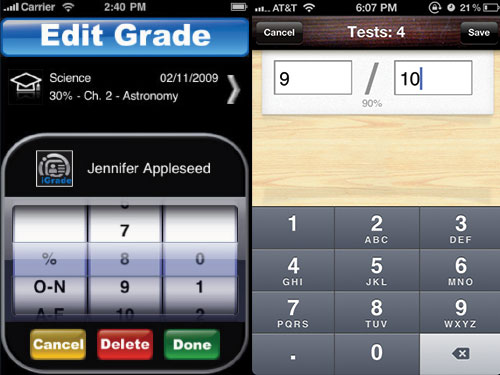 Carrier 2:40 PM
Edit Grade
Science 02/11/2009
30% - Ch. 2 - Astronomy
iGrade
Jennifer Appleseed
7
% 8 0
O-N 9 1
A-F 10 2
Cancel Delete Done
AT&T 6:07 PM 21%
Cancel Tests: 4 Save
9 / 10
90%
1 2 3
ABC DEF
4 5 6
GHI JKL MNO
7 8 9
PQRS TUV WXYZ
. 0